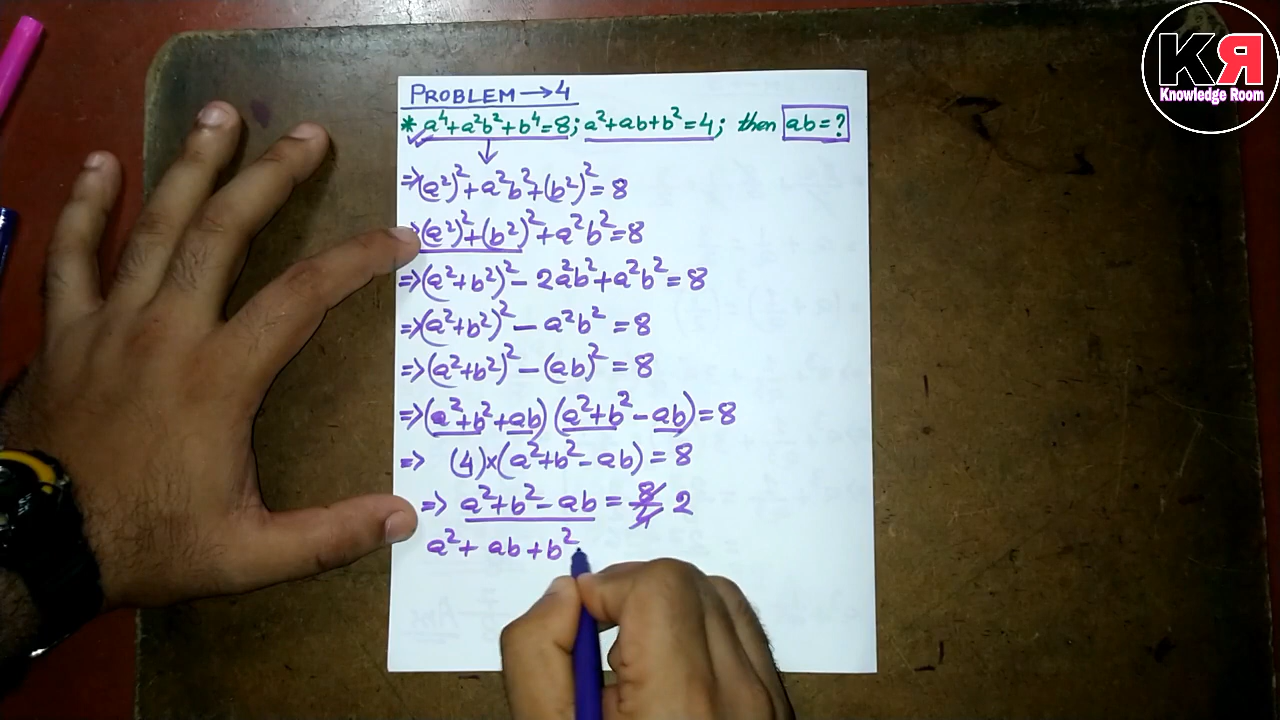 KR
Knowledge Room
PROBLEM → 4
* a⁴+a²b²+b⁴=8; a²+ab+b²=4; then ab=?
⇒(a²)²+a²b²+(b²)²=8
⇒(a²)²+(b²)²+a²b²=8
⇒(a²+b²)²-2a²b²+a²b²=8
⇒(a²+b²)²-a²b²=8
⇒(a²+b²)²-(ab)²=8
⇒(a²+b²+ab)(a²+b²-ab)=8
⇒ (4)×(a²+b²-ab)=8
⇒ a²+b²-ab=8/4 2
a²+ab+b²